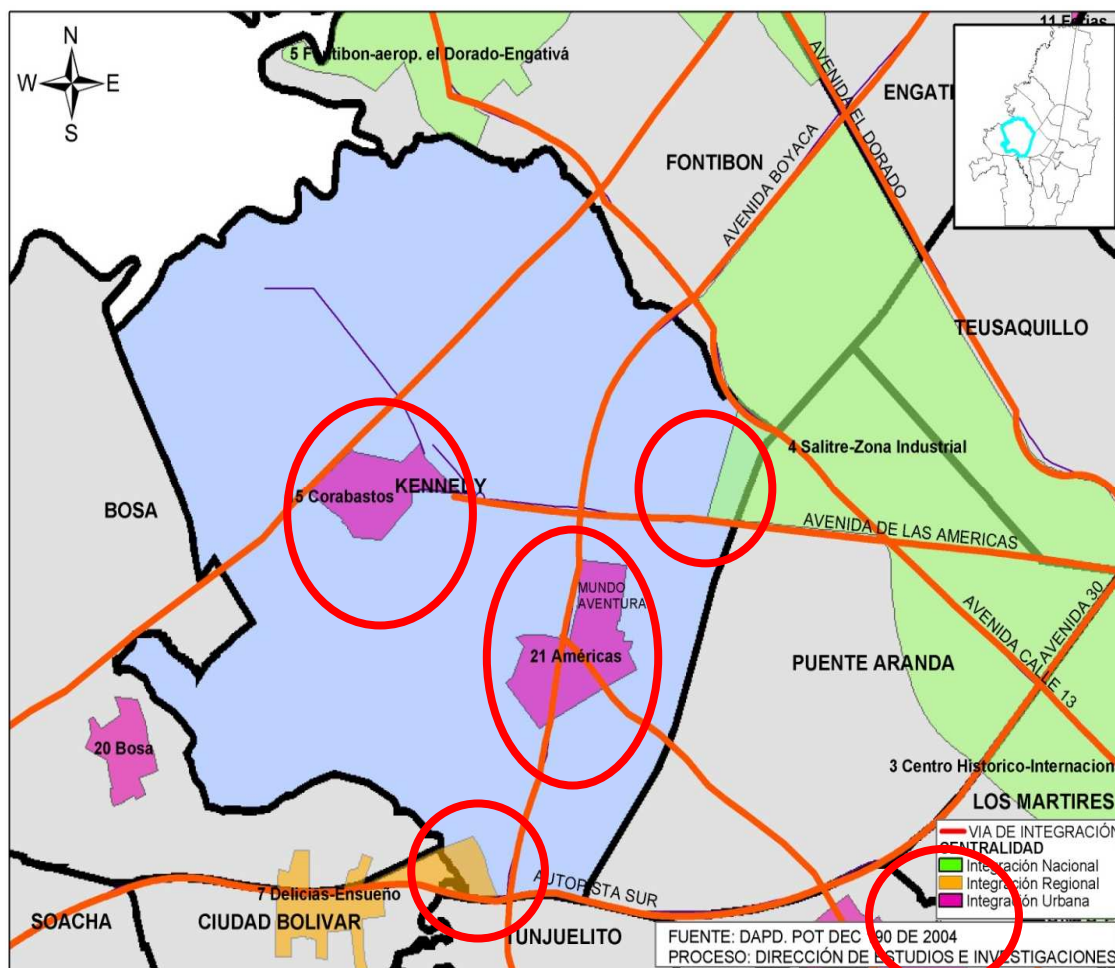 N
W E
S
5 Fontibon-aerop. el Dorado-Engativá
AVENIDA EL DORADO
AVENIDA BOYACA
FONTIBON
TEUSAQUILLO
4 Salitre-Zona Industrial
KENNEDY
5 Corabastos
BOSA
AVENIDA DE LAS AMERICAS
MUNDO
AVENTURA
21 Américas
AVENIDA 30
AVENIDA CALLE 13
PUENTE ARANDA
20 Bosa
3 Centro Historico-Internacion
LOS MARTIRES
7 Delicias-Ensueño
AUTOPISTA SUR
SOACHA
CIUDAD BOLIVAR
TUNJUELITO
VIA DE INTEGRACIÓN
CENTRALIDAD
Integración Nacional
Integración Regional
Integración Urbana
FUENTE: DAPD. POT DEC 90 DE 2004
PROCESO: DIRECCIÓN DE ESTUDIOS E INVESTIGACIONES